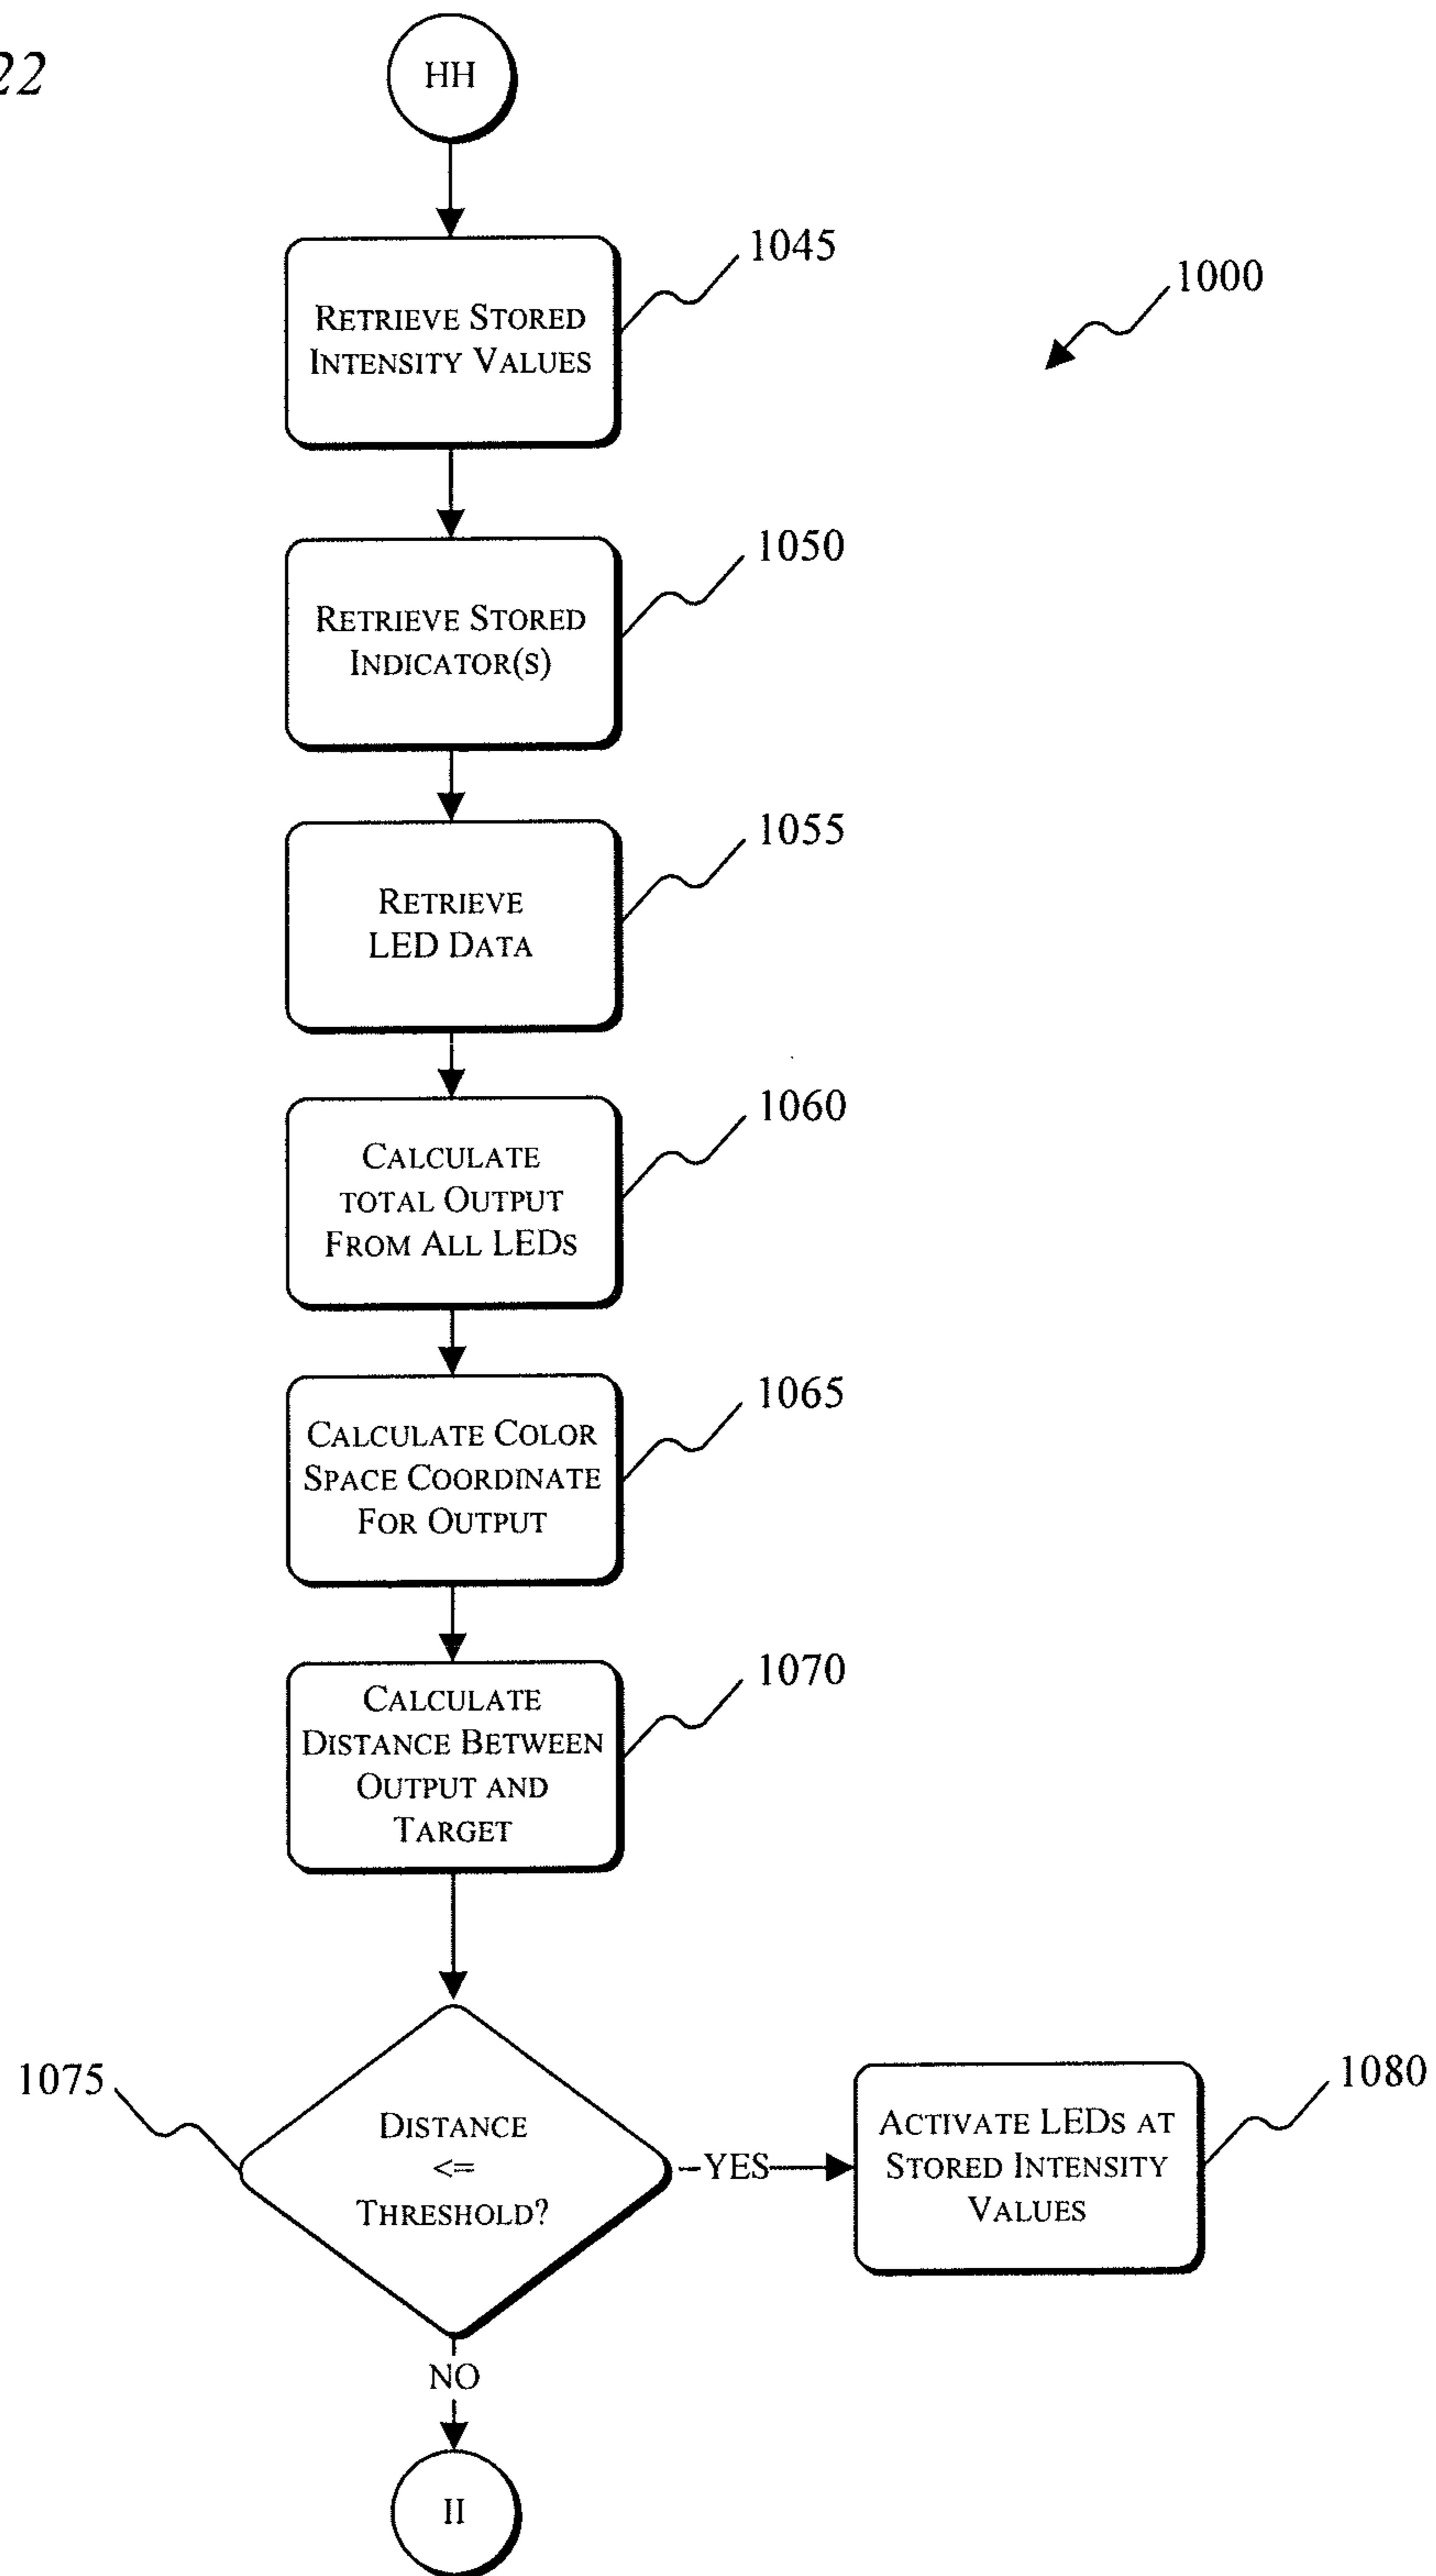 22
HH
1045
1000
RETRIEVE STORED
INTENSITY VALUES
1050
RETRIEVE STORED
INDICATOR(S)
1055
RETRIEVE
LED DATA
1060
CALCULATE
TOTAL OUTPUT
FROM ALL LEDS
1065
CALCULATE COLOR
SPACE COORDINATE
FOR OUTPUT
1070
CALCULATE
DISTANCE BETWEEN
OUTPUT AND
TARGET
1075
DISTANCE
<=
THRESHOLD?
YES
1080
ACTIVATE LEDS AT
STORED INTENSITY
VALUES
NO
II